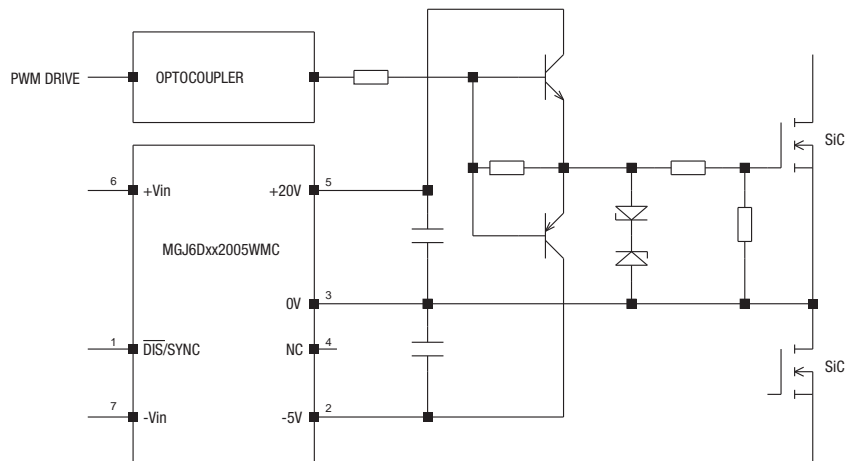 PWM DRIVE
OPTOCOUPLER
SiC
6
+Vin
+20V
5
MGJ6Dxx2005WMC
0V
3
1
DIS/SYNC
NC
4
SiC
7
-Vin
-5V
2